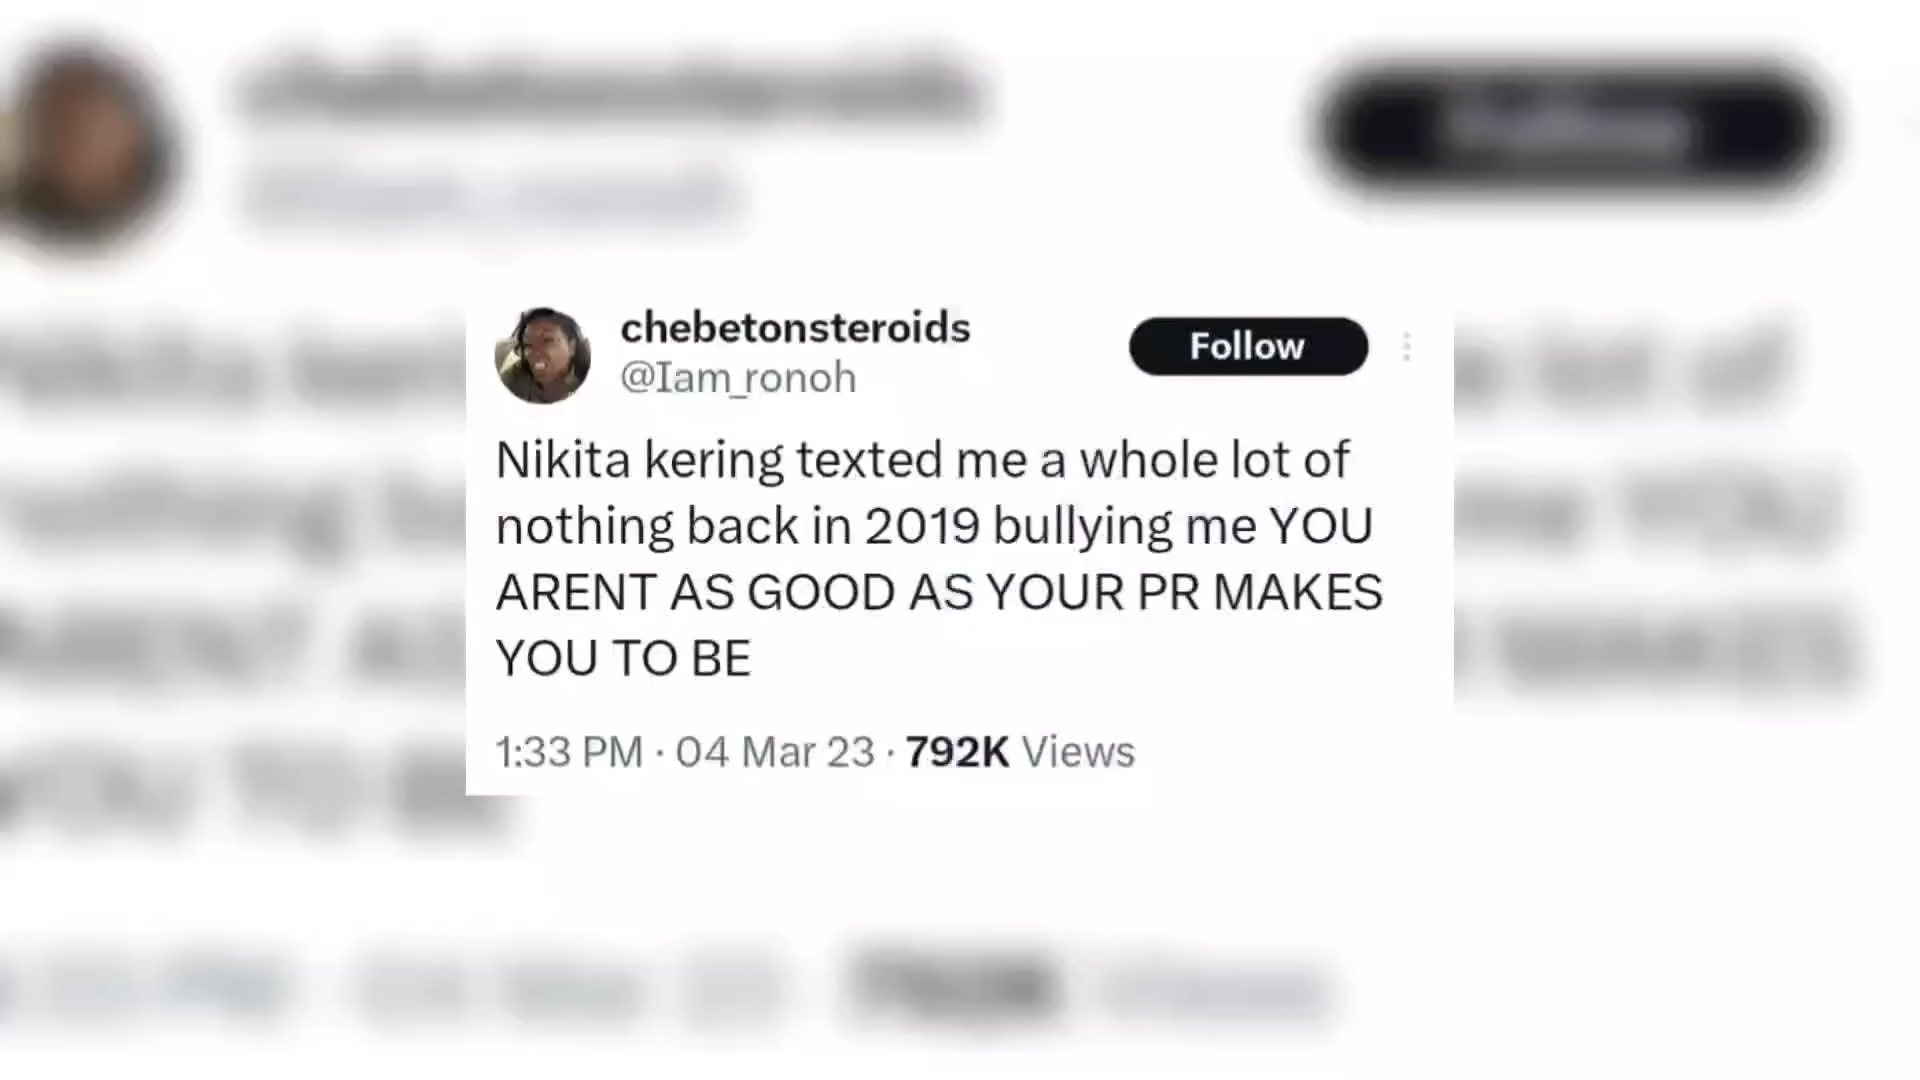 chebetonsteroids
@Iam_ronoh
Follow
Nikita kering texted me a whole lot of
nothing back in 2019 bullying me YOU
ARENT AS GOOD AS YOUR PR MAKES
YOU TO BE
1:33 PM · 04 Mar 23 · 792K Views